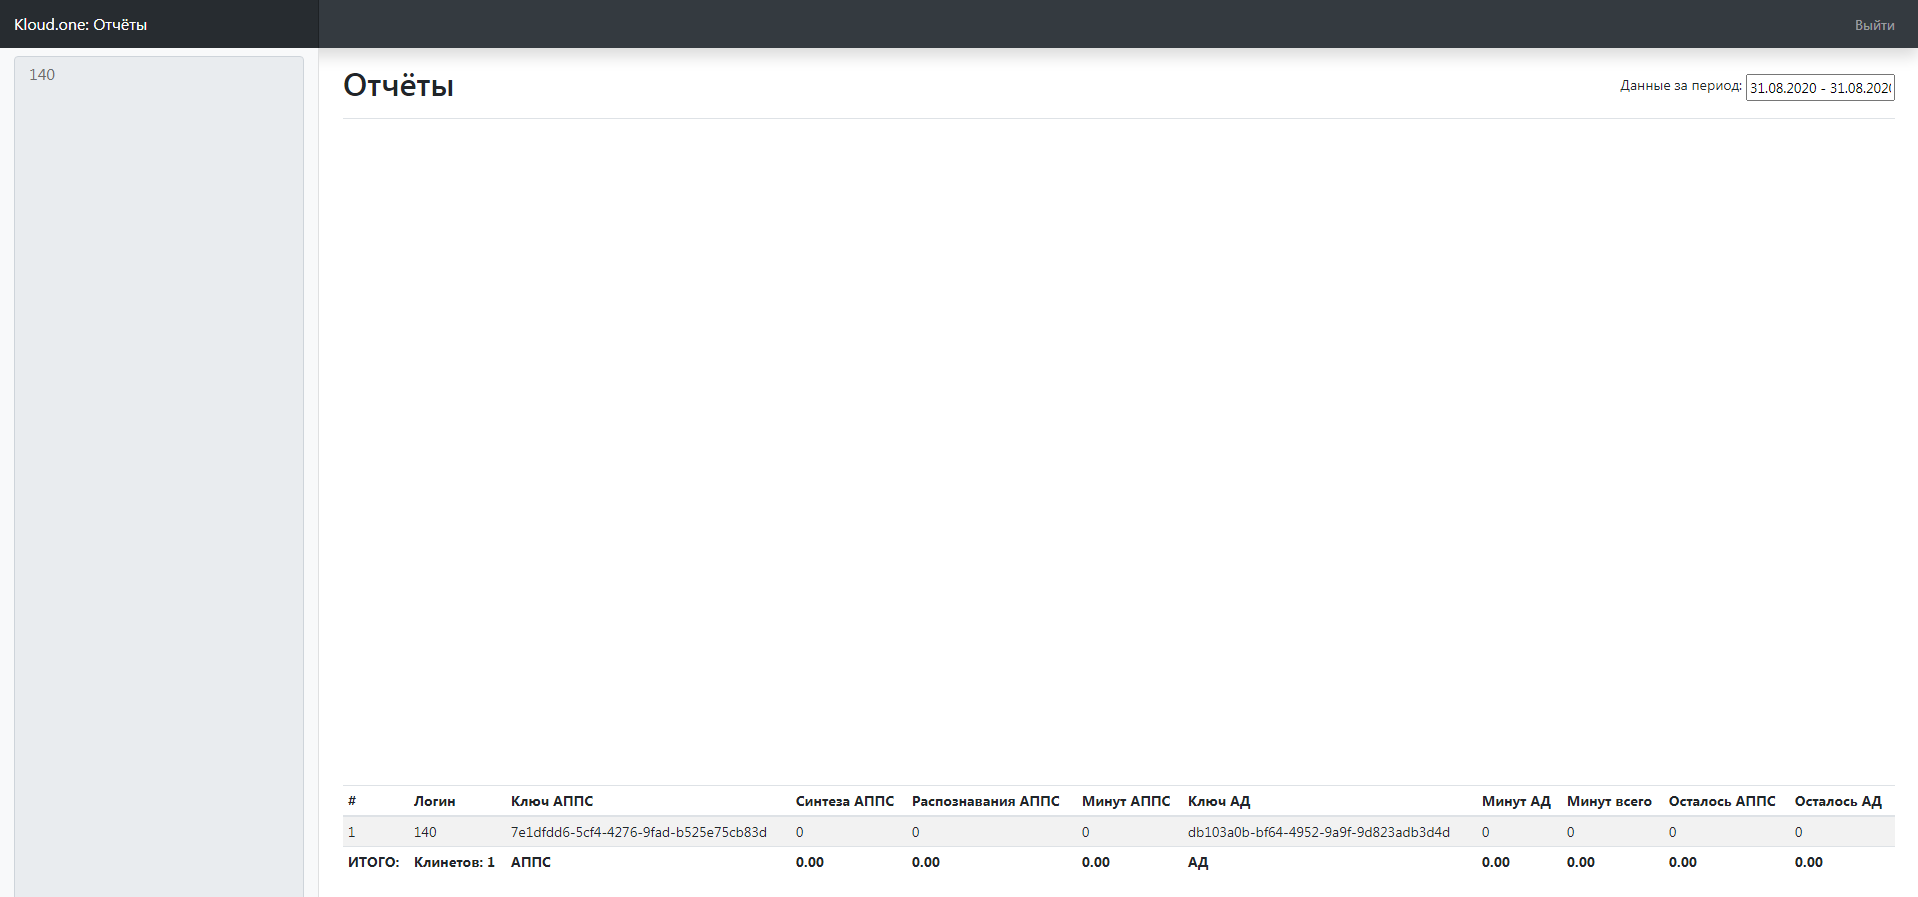 Kloud.one: Отчёты
Выйти
140
Отчёты
Данные за период: 31.08.2020 - 31.08.2020
# Логин Ключ АППС Синтеза АППС Распознавания АППС Минут АППС Ключ АД Минут АД Минут всего Осталось АППС Осталось АД
1 140 7e1dfdd6-5cf4-4276-9fad-b525e75cb83d 0 0 0 db103a0b-bf64-4952-9a9f-9d823adb3d4d 0 0 0 0
ИТОГО: Клинетов: 1 АППС 0.00 0.00 0.00 АД 0.00 0.00 0.00 0.00